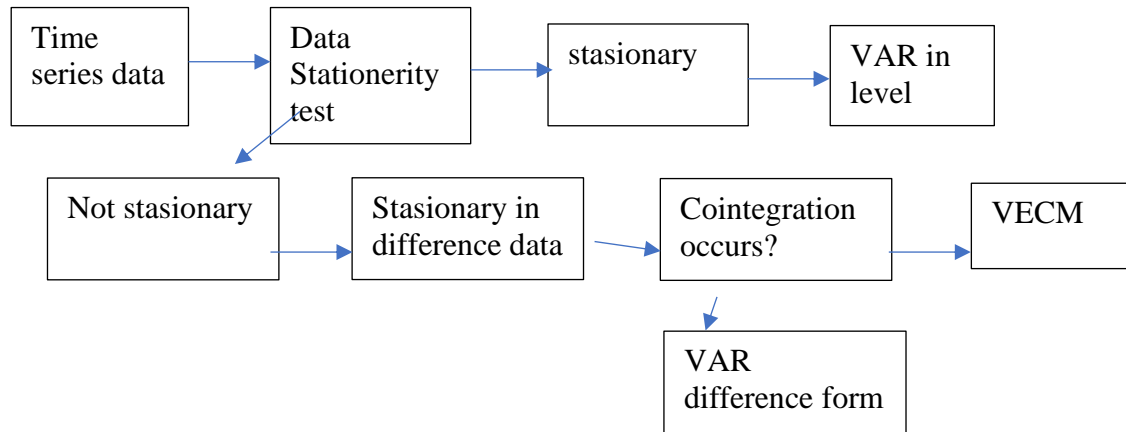 Time
series data
Data
Stationerity
test
stasionary
VAR in
level
Not stasionary
Stasionary in
difference data
Cointegration
occurs?
VECM
VAR
difference form